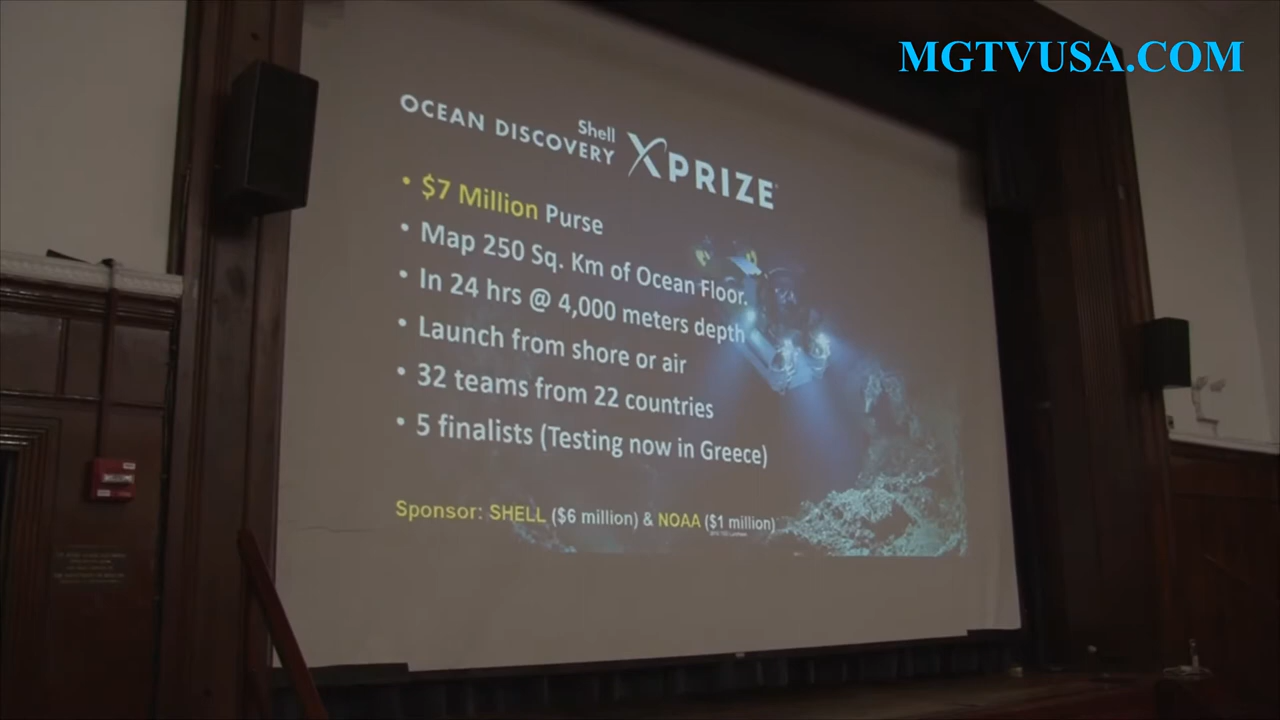 MGTVUSA.COM
Shell
OCEAN DISCOVERY XPRIZE
• $7 Million Purse
• Map 250 Sq. Km of Ocean Floor.
• In 24 hrs @ 4,000 meters depth
• Launch from shore or air
• 32 teams from 22 countries
• 5 finalists (Testing now in Greece)
Sponsor: SHELL ($6 million) & NOAA ($1 million)